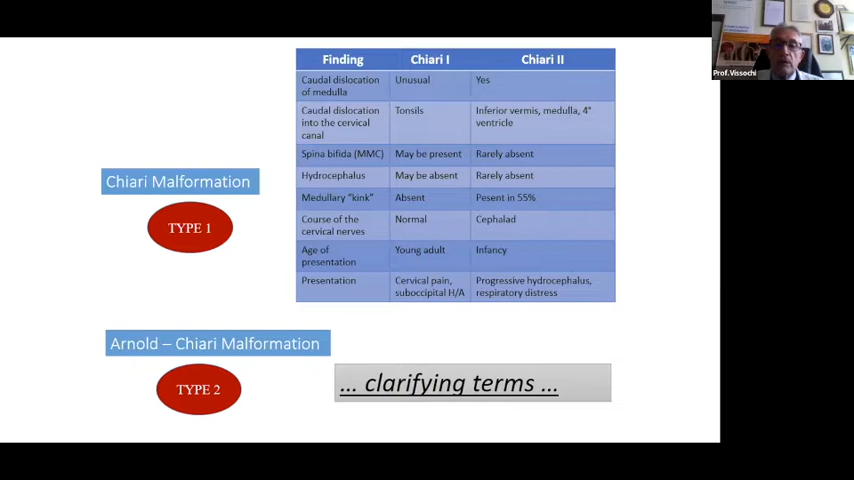 Prof.Vissochi
Finding Chiari I Chiari II
Caudal dislocation Unusual Yes
of medulla
Caudal dislocation Tonsils Inferior vermis, medulla, 4°
into the cervical ventricle
canal
Spina bifida (MMC) May be present Rarely absent
Hydrocephalus May be absent Rarely absent
Medullary “kink” Absent Pesent in 55%
Course of the Normal Cephalad
cervical nerves
Age of Young adult Infancy
presentation
Presentation Cervical pain, Progressive hydrocephalus,
suboccipital H/A respiratory distress
Chiari Malformation
TYPE 1
Arnold – Chiari Malformation
TYPE 2
... clarifying terms ...